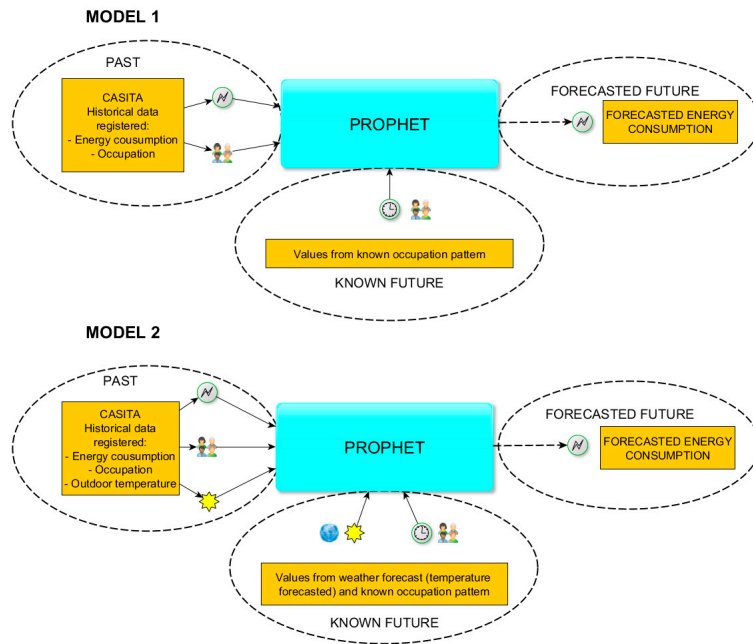 MODEL 1
PAST
CASITA
Historical data
registered:
- Energy cousumption
- Occupation
PROPHET
FORECASTED FUTURE
FORECASTED ENERGY
CONSUMPTION
Values from known occupation pattern
KNOWN FUTURE
MODEL 2
PAST
CASITA
Historical data
registered:
- Energy cousumption
- Occupation
- Outdoor temperature
PROPHET
FORECASTED FUTURE
FORECASTED ENERGY
CONSUMPTION
Values from weather forecast (temperature
forecasted) and known occupation pattern
KNOWN FUTURE